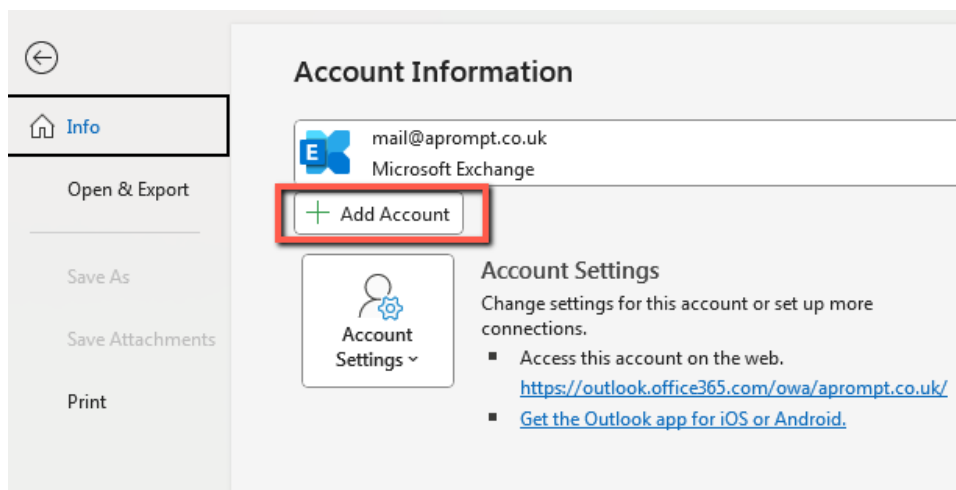 Account Information
Info
mail@aprompt.co.uk
Microsoft Exchange
Open & Export
Add Account
Save As
Save Attachments
Print
Account
Settings
Account Settings
Change settings for this account or set up more
connections.
Access this account on the web.
https://outlook.office365.com/owa/aprompt.co.uk/
Get the Outlook app for iOS or Android.